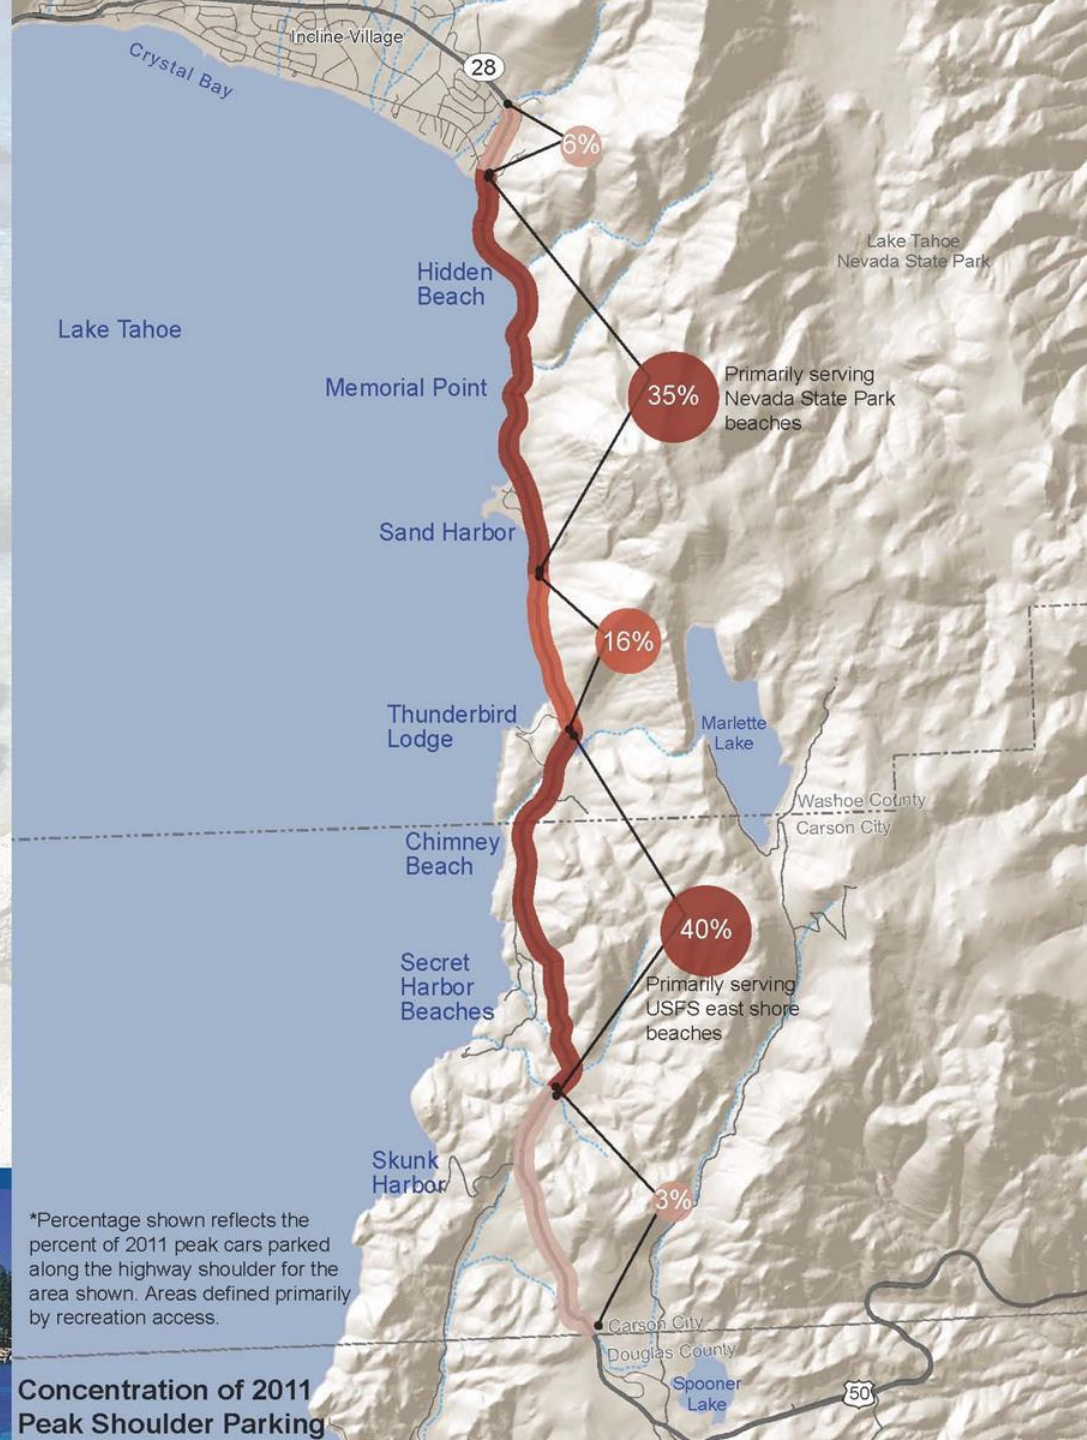 Incline Village
Crystal Bay
28
6%
Lake Tahoe
Nevada State Park
Hidden
Beach
Lake Tahoe
Memorial Point
35%
Primarily serving
Nevada State Park
beaches
Sand Harbor
16%
Thunderbird
Lodge
Marlette
Lake
Washoe County
Carson City
Chimney
Beach
40%
Primarily serving
USFS east shore
beaches
Secret
Harbor
Beaches
Skunk
Harbor
3%
*Percentage shown reflects the
percent of 2011 peak cars parked
along the highway shoulder for the
area shown. Areas defined primarily
by recreation access.
Carson City
Douglas County
Spooner
Lake
50
Concentration of 2011
Peak Shoulder Parking